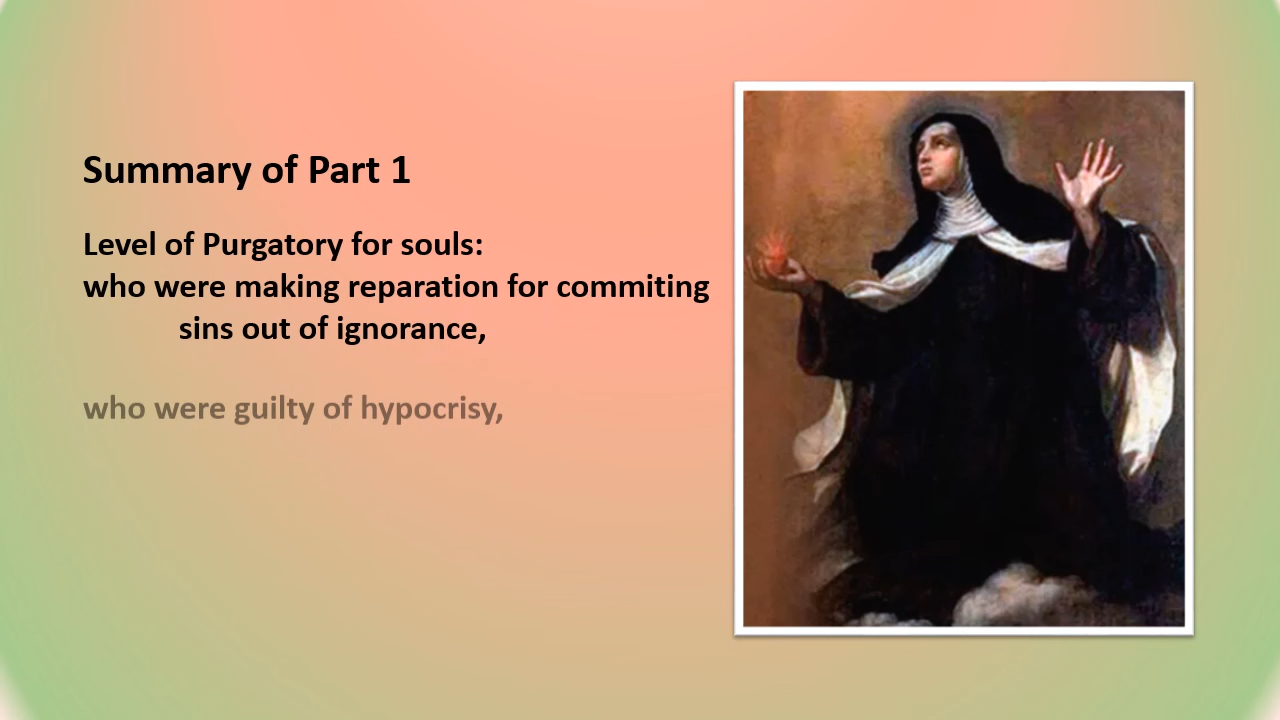 Summary of Part 1
Level of Purgatory for souls:
who were making reparation for commiting
sins out of ignorance,
who were guilty of hypocrisy,